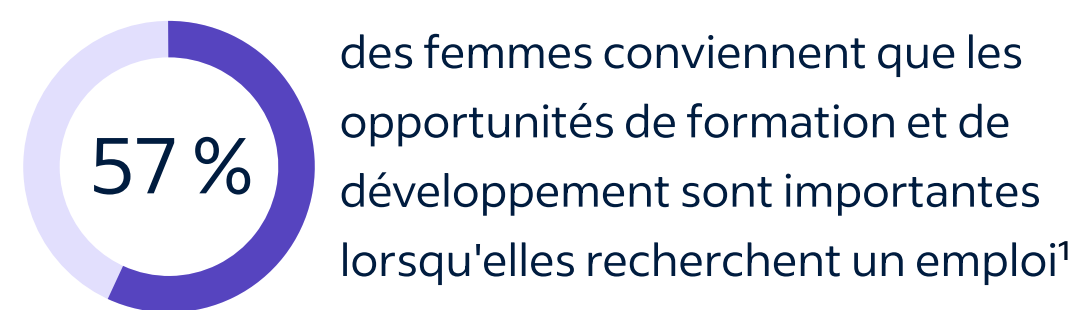 57 %
des femmes conviennent que les
opportunités de formation et de
développement sont importantes
lorsqu'elles recherchent un emploi¹